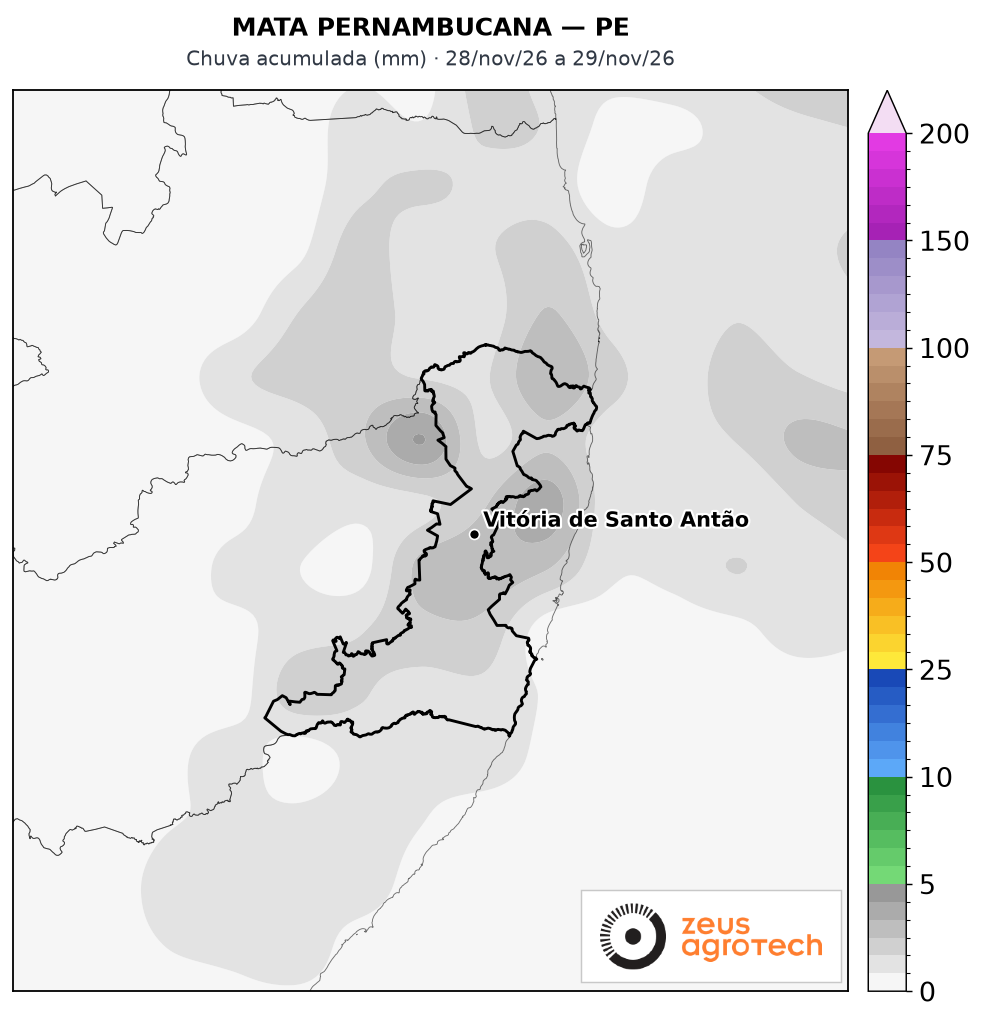 MATA PERNAMBUCANA — PE
Chuva acumulada (mm) · 28/nov/26 a 29/nov/26
200
150
100
75
50
25
10
5
0
Vitória de Santo Antão
zeus
agrotech